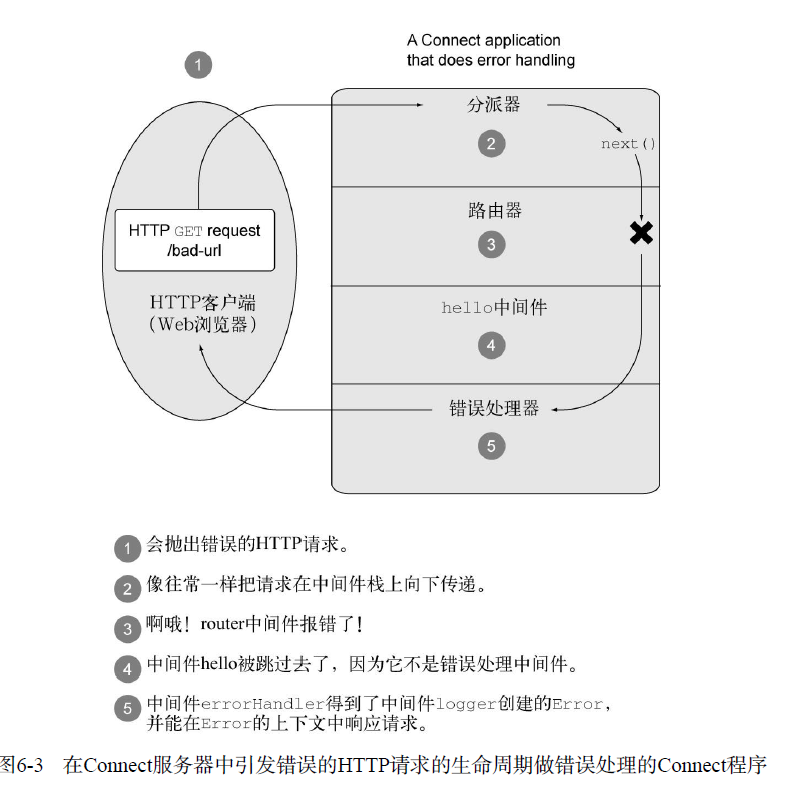 A Connect application
that does error handling
1
分派器
2
next()
HTTP GET request
/bad-url
路由器
3
HTTP客户端
(Web浏览器)
hello中间件
4
错误处理器
5
1 会抛出错误的HTTP请求。
2 像往常一样把请求在中间件栈上向下传递。
3 啊哦！router中间件报错了！
4 中间件hello被跳过去了，因为它不是错误处理中间件。
5 中间件errorHandler得到了中间件logger创建的Error，
并能在Error的上下文中响应请求。
图6-3 在Connect服务器中引发错误的HTTP请求的生命周期做错误处理的Connect程序